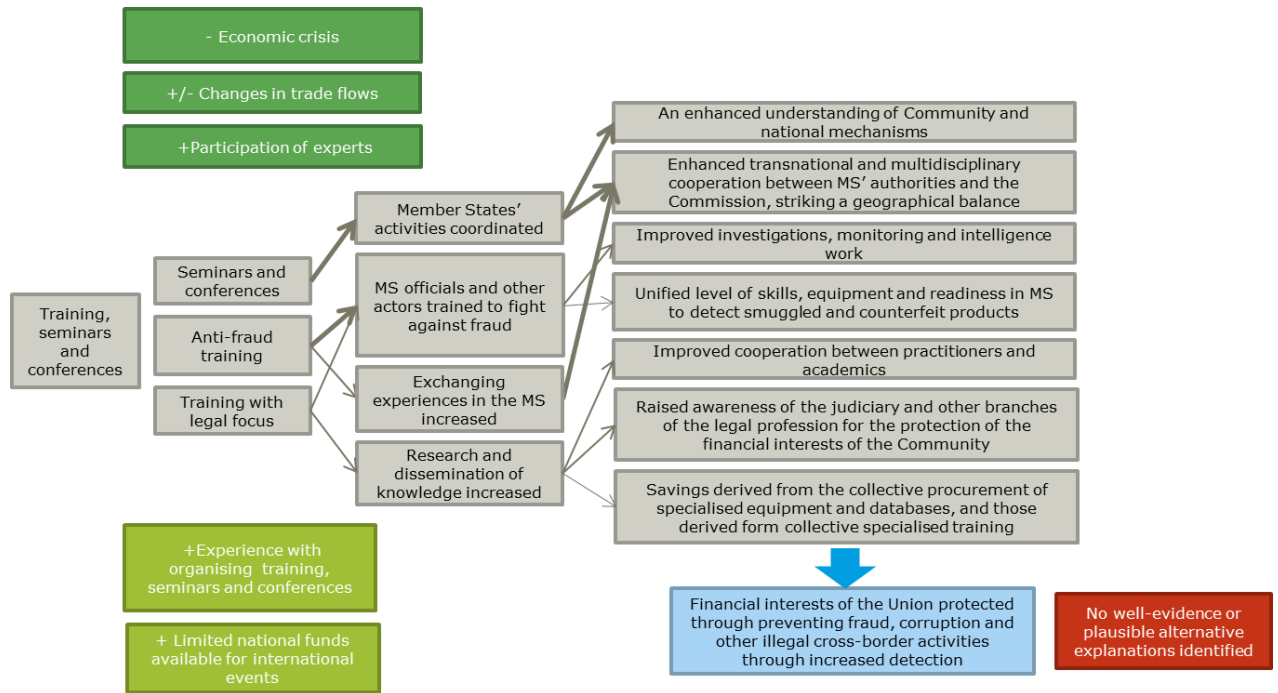 - Economic crisis
+/- Changes in trade flows
+Participation of experts
Training,
seminars
and
conferences
Seminars and
conferences
Anti-fraud
training
Training with
legal focus
Member States’
activities coordinated
MS officials and other
actors trained to fight
against fraud
Exchanging
experiences in the MS
increased
Research and
dissemination of
knowledge increased
An enhanced understanding of Community and
national mechanisms
Enhanced transnational and multidisciplinary
cooperation between MS’ authorities and the
Commission, striking a geographical balance
Improved investigations, monitoring and intelligence
work
Unified level of skills, equipment and readiness in MS
to detect smuggled and counterfeit products
Improved cooperation between practitioners and
academics
Raised awareness of the judiciary and other branches
of the legal profession for the protection of the
financial interests of the Community
Savings derived from the collective procurement of
specialised equipment and databases, and those
derived form collective specialised training
+Experience with
organising training,
seminars and conferences
+ Limited national funds
available for international
events
Financial interests of the Union protected
through preventing fraud, corruption and
other illegal cross-border activities
through increased detection
No well-evidence or
plausible alternative
explanations identified